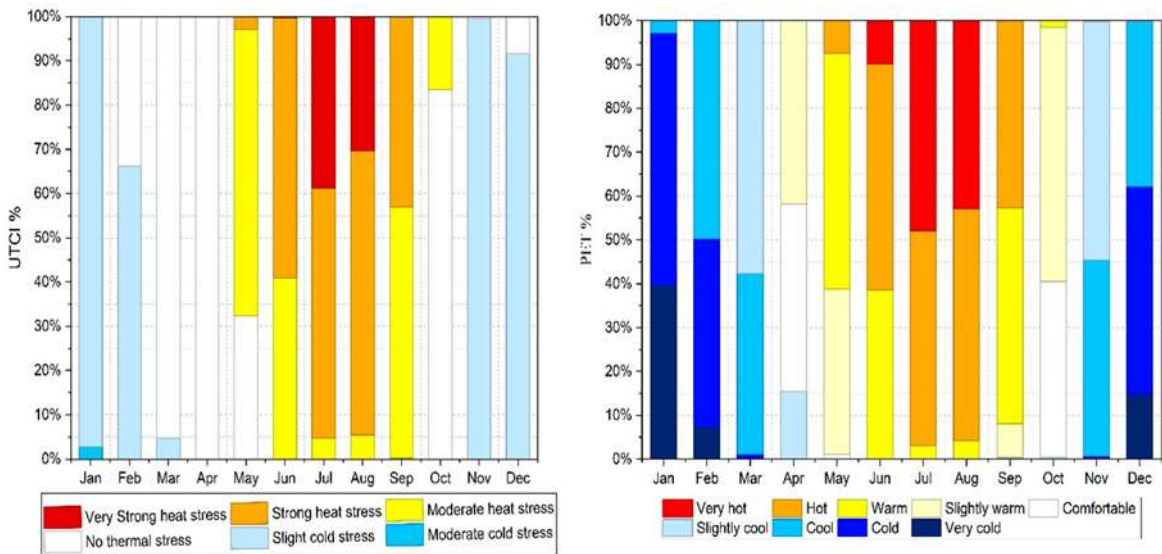 100%
90%
80%
70%
60%
50%
40%
30%
20%
10%
0%
UTCI %
Jan Feb Mar Apr May Jun Jul Aug Sep Oct Nov Dec
Very Strong heat stress Strong heat stress Moderate heat stress
No thermal stress Slight cold stress Moderate cold stress
100%
90%
80%
70%
60%
50%
40%
30%
20%
10%
0%
PET %
Jan Feb Mar Apr May Jun Jul Aug Sep Oct Nov Dec
Very hot Hot Warm Slightly warm Comfortable
Slightly cool Cool Cold Very cold